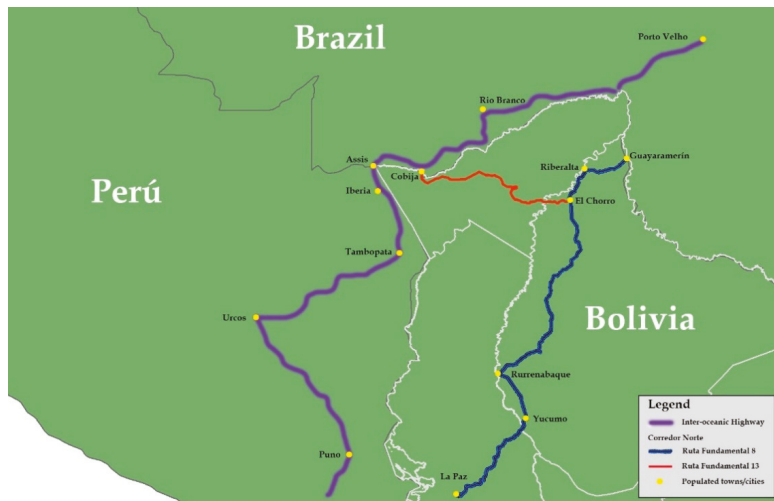 Brazil
Porto Velho
Rio Branco
Assis
Cobija
Riberalta
Guayaramerín
Perú
Iberia
El Chorro
Tambopata
Urcos
Bolivia
Rurrenabaque
Yucumo
Puno
La Paz
Legend
Inter-oceanic Highway
Corredor Norte
Ruta Fundamental 8
Ruta Fundamental 13
Populated towns/cities